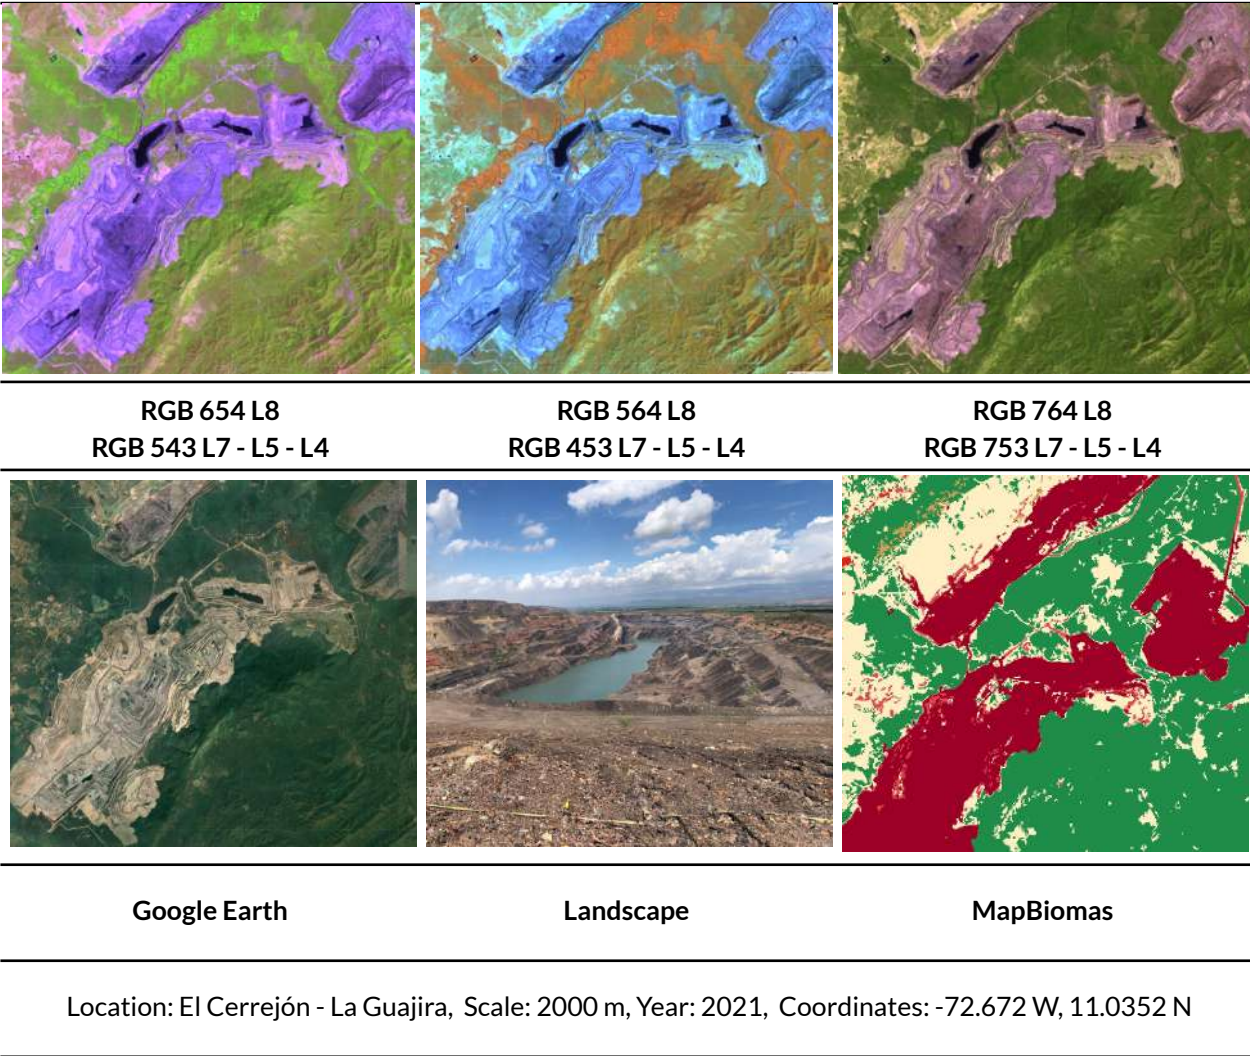 RGB 654 L8
RGB 543 L7 - L5 - L4
RGB 564 L8
RGB 453 L7 - L5 - L4
RGB 764 L8
RGB 753 L7 - L5 - L4
Google Earth
Landscape
MapBiomas
Location: El Cerrejón - La Guajira, Scale: 2000 m, Year: 2021, Coordinates: -72.672 W, 11.0352 N